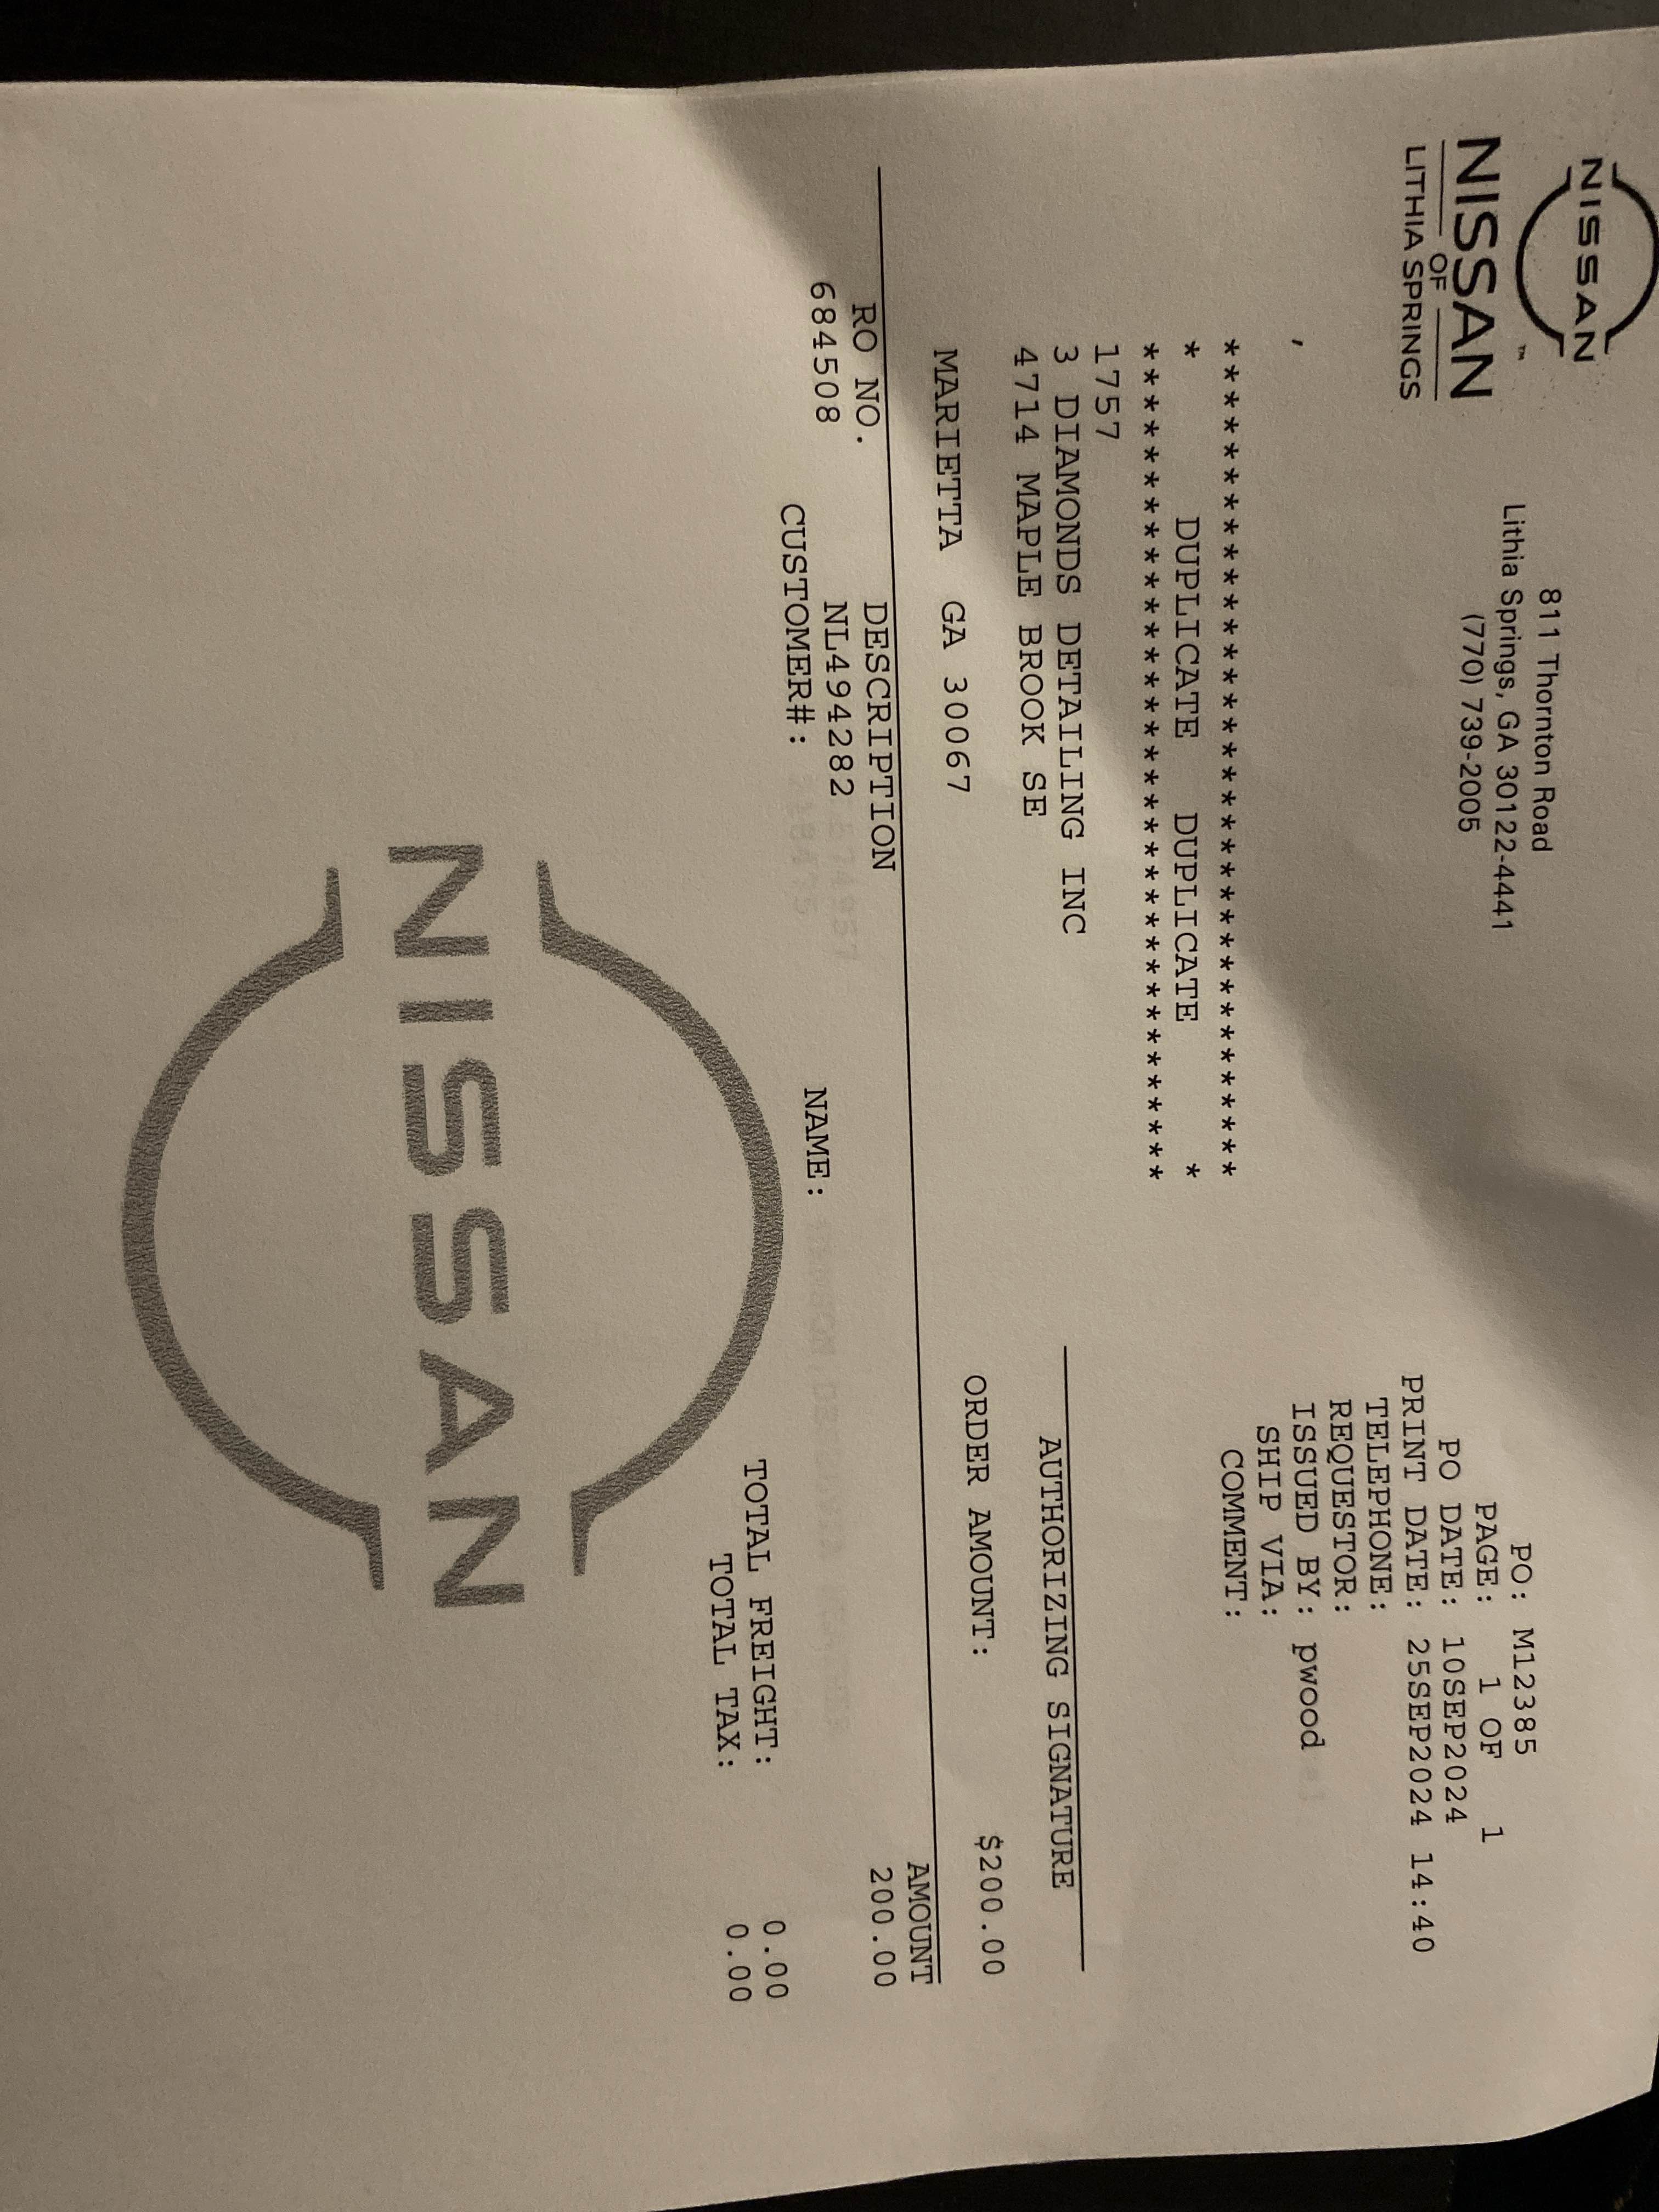 NISSAN
NISSAN™
OF
LITHIA SPRINGS
811 Thornton Road
Lithia Springs, GA 30122-4441
(770) 739-2005
PO: M12385
PAGE: 1 OF 1
PO DATE: 10SEP2024
PRINT DATE: 25SEP2024 14:40
TELEPHONE:
REQUESTOR:
ISSUED BY: pwood
SHIP VIA:
COMMENT:
,
**********************************
* DUPLICATE DUPLICATE *
**********************************
1757
3 DIAMONDS DETAILING INC
4714 MAPLE BROOK SE
MARIETTA GA 30067
AUTHORIZING SIGNATURE
ORDER AMOUNT: $200.00
RO NO. DESCRIPTION AMOUNT
684508 NL494282 200.00
CUSTOMER#: NAME:
TOTAL FREIGHT: 0.00
TOTAL TAX: 0.00
NISSAN